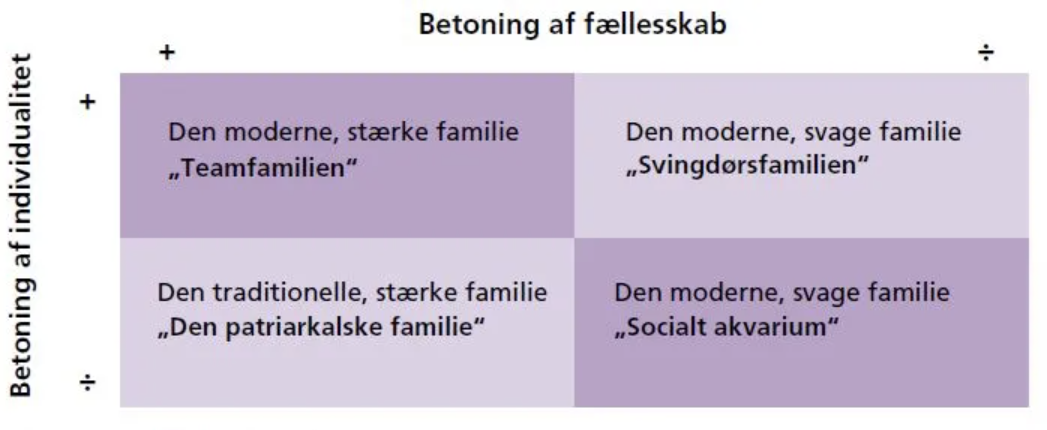 Betoning af fællesskab
+ ÷
Betoning af individualitet
+
Den moderne, stærke familie
„Teamfamilien“
Den moderne, svage familie
„Svingdørsfamilien“
Den traditionelle, stærke familie
„Den patriarkalske familie“
Den moderne, svage familie
„Socialt akvarium“
÷